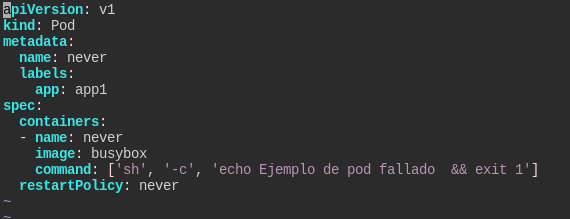 apiVersion: v1
kind: Pod
metadata:
  name: never
  labels:
    app: app1
spec:
  containers:
  - name: never
    image: busybox
    command: ['sh', '-c', 'echo Ejemplo de pod fallado  && exit 1']
  restartPolicy: never
~
~